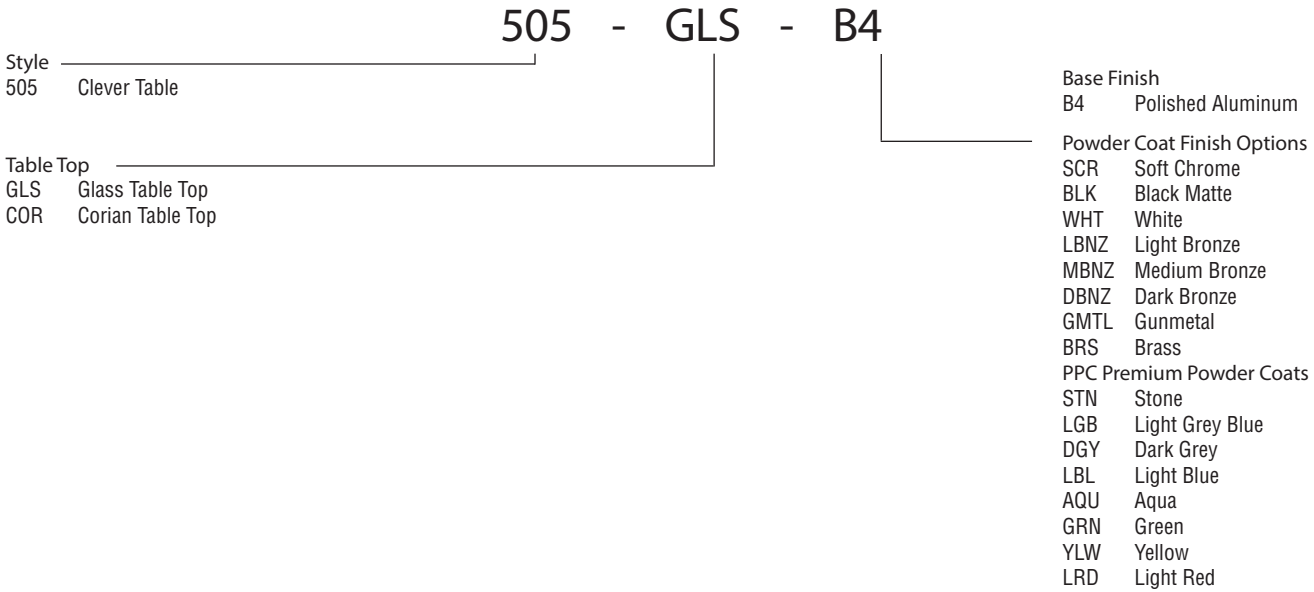 505 - GLS - B4
Style
505 Clever Table
Table Top
GLS Glass Table Top
COR Corian Table Top
Base Finish
B4 Polished Aluminum
Powder Coat Finish Options
SCR Soft Chrome
BLK Black Matte
WHT White
LBNZ Light Bronze
MBNZ Medium Bronze
DBNZ Dark Bronze
GMTL Gunmetal
BRS Brass
PPC Premium Powder Coats
STN Stone
LGB Light Grey Blue
DGY Dark Grey
LBL Light Blue
AQU Aqua
GRN Green
YLW Yellow
LRD Light Red